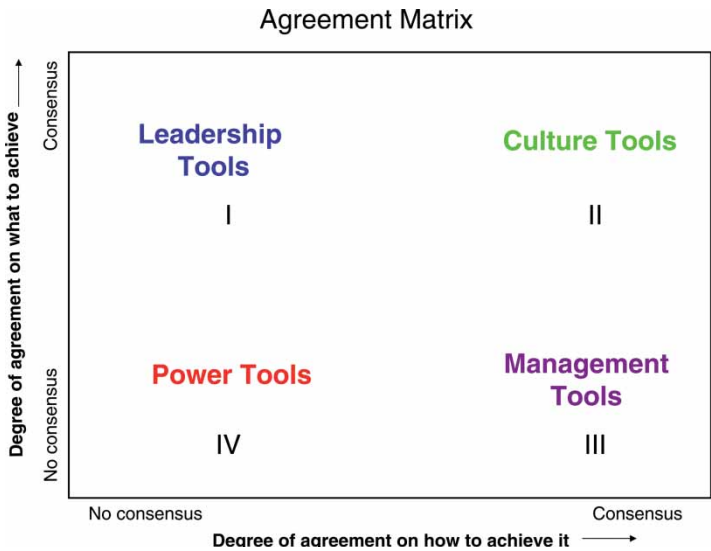 Agreement Matrix
Degree of agreement on what to achieve
Consensus
No consensus
Leadership
Tools
I
Culture Tools
II
Power Tools
IV
Management
Tools
III
No consensus
Consensus
Degree of agreement on how to achieve it